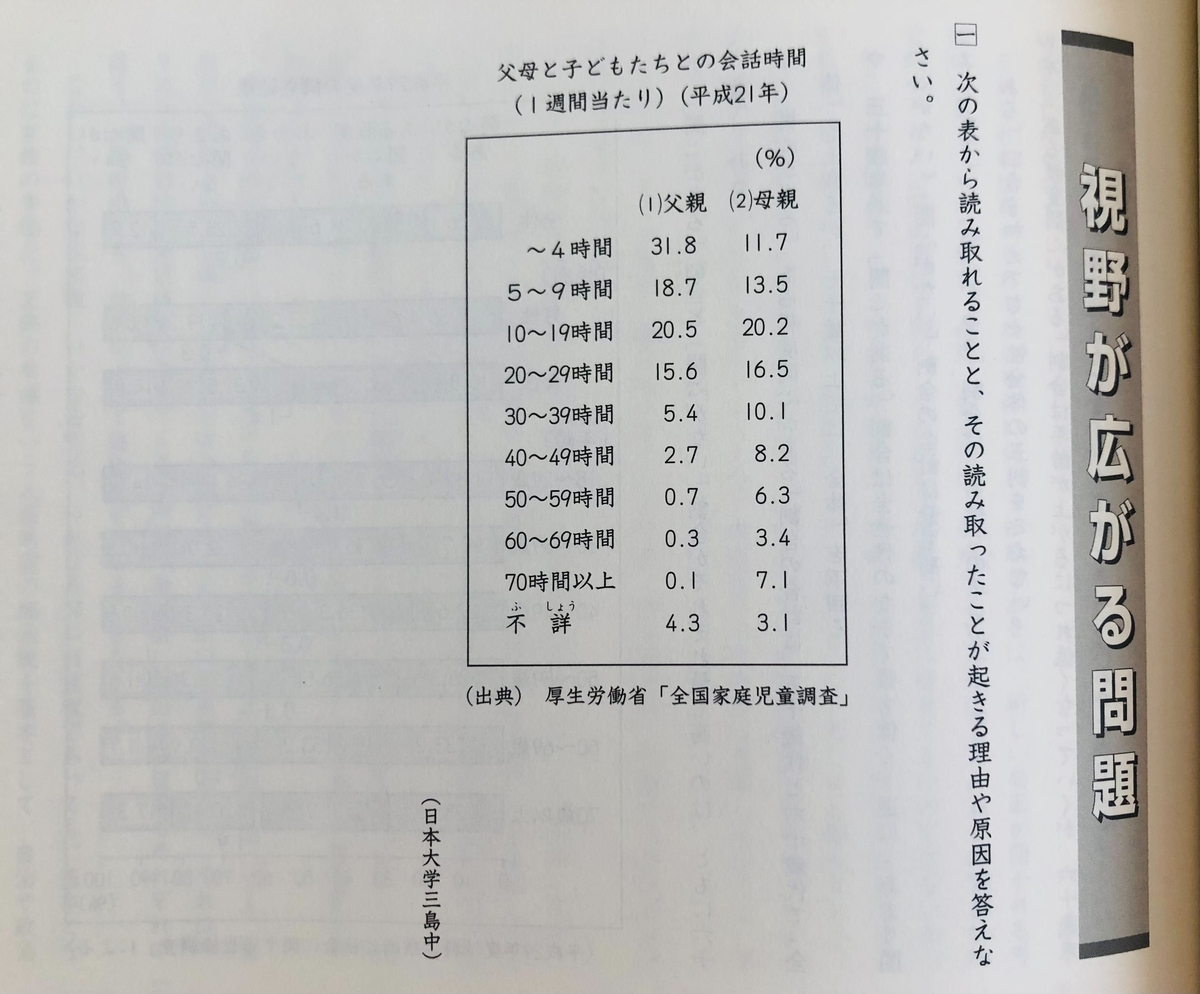 視野が広がる問題
一 次の表から読み取れることと、その読み取ったことが起きる理由や原因を答えな
さい。
父母と子どもたちとの会話時間
(1週間当たり)(平成21年)
(%)
(1)父親 (2)母親
～4時間 31.8 11.7
5～9時間 18.7 13.5
10～19時間 20.5 20.2
20～29時間 15.6 16.5
30～39時間 5.4 10.1
40～49時間 2.7 8.2
50～59時間 0.7 6.3
60～69時間 0.3 3.4
70時間以上 0.1 7.1
ふ しょう
不 詳 4.3 3.1
(出典) 厚生労働省「全国家庭児童調査」
(日本大学三島中)